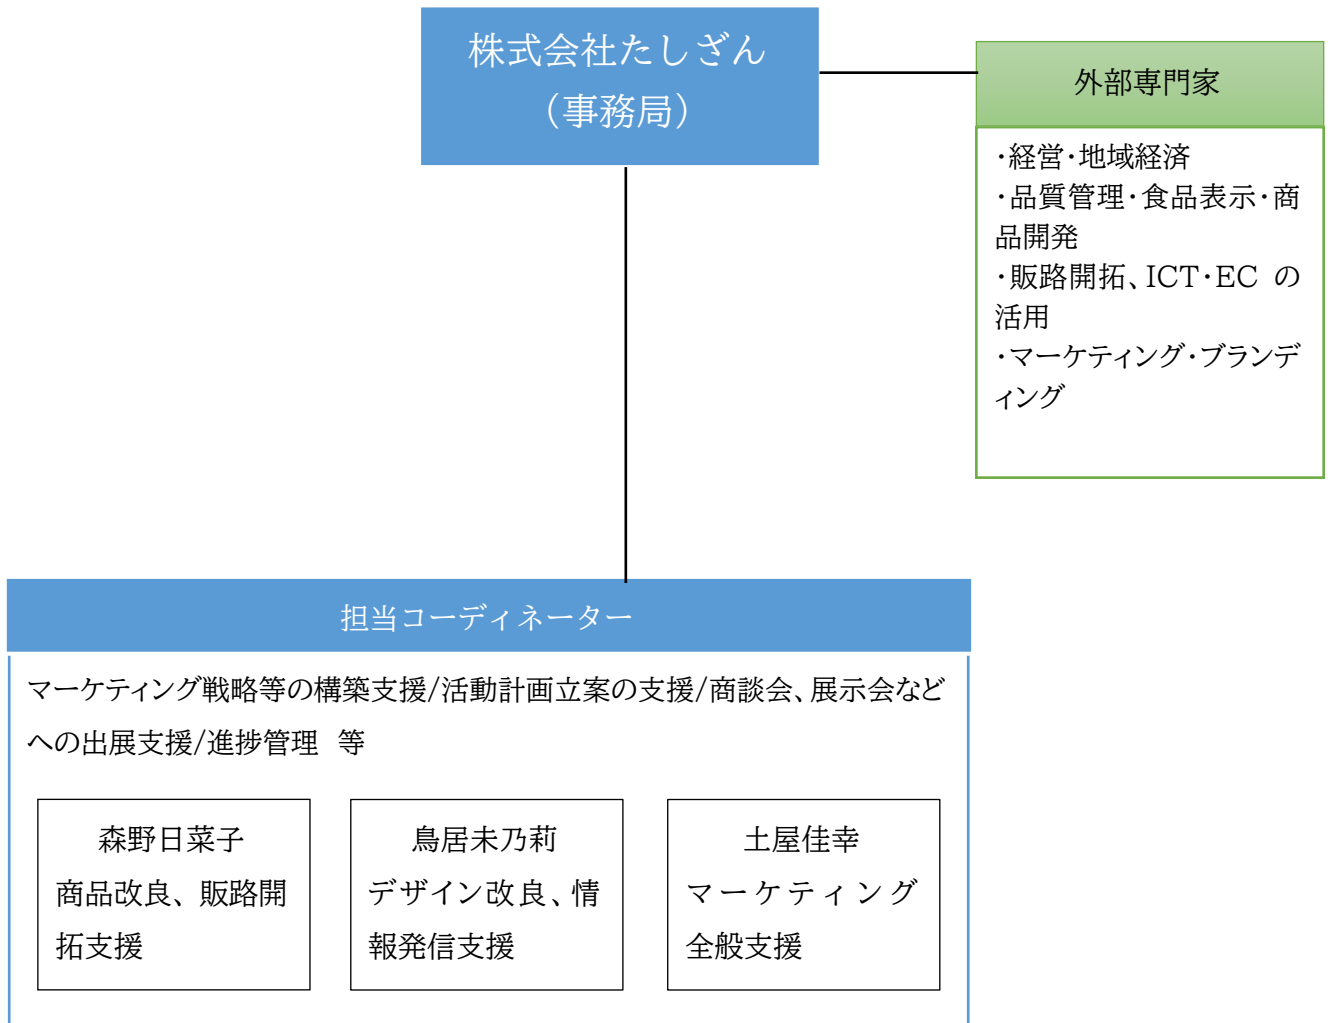 株式会社たしざん
（事務局）
外部専門家
・経営・地域経済
・品質管理・食品表示・商
品開発
・販路開拓、ICT・EC の
活用
・マーケティング・ブランデ
ィング
担当コーディネーター
マーケティング戦略等の構築支援/活動計画立案の支援/商談会、展示会など
への出展支援/進捗管理　等
森野日菜子
商品改良、販路開
拓支援
鳥居未乃莉
デザイン改良、情
報発信支援
土屋佳幸
マーケティング
全般支援